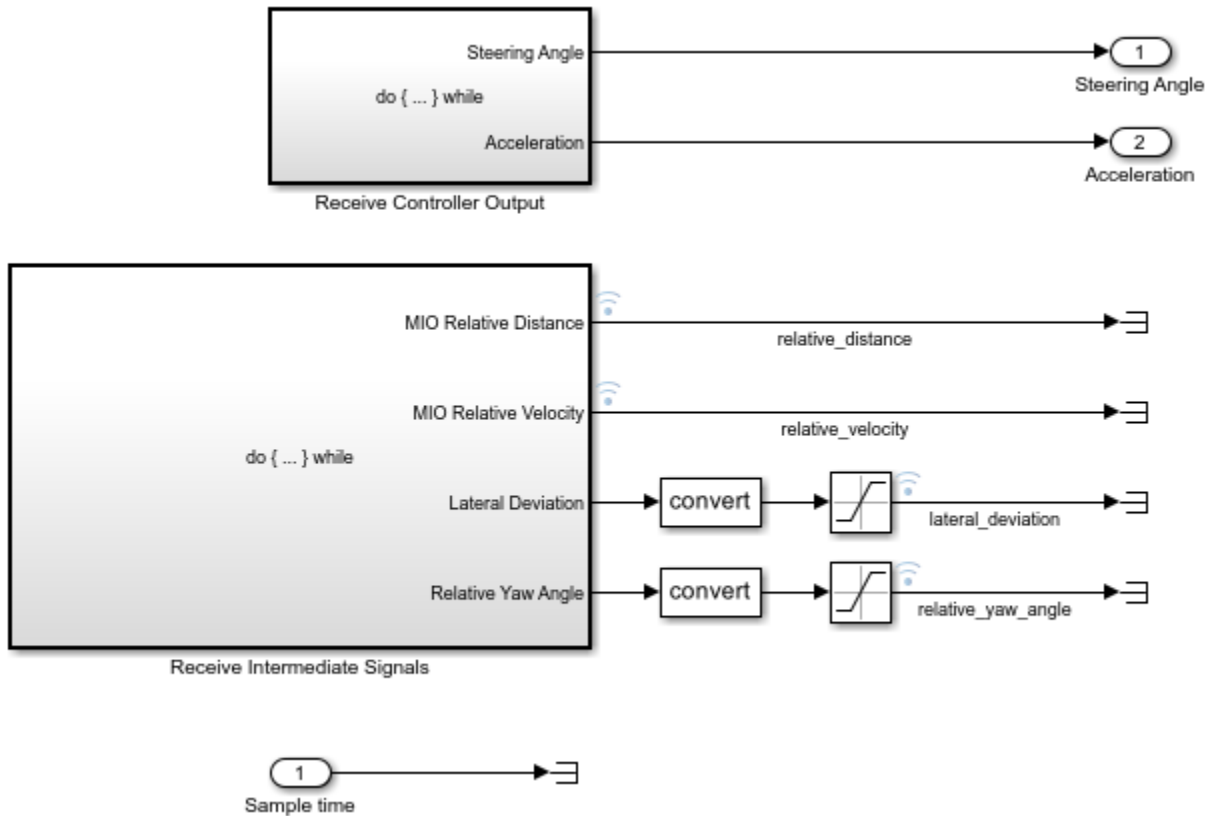 Steering Angle
1
Steering Angle
do { ... } while
Acceleration
2
Acceleration
Receive Controller Output
MIO Relative Distance
relative_distance
MIO Relative Velocity
relative_velocity
do { ... } while
Lateral Deviation
convert
lateral_deviation
Relative Yaw Angle
convert
relative_yaw_angle
Receive Intermediate Signals
1
Sample time